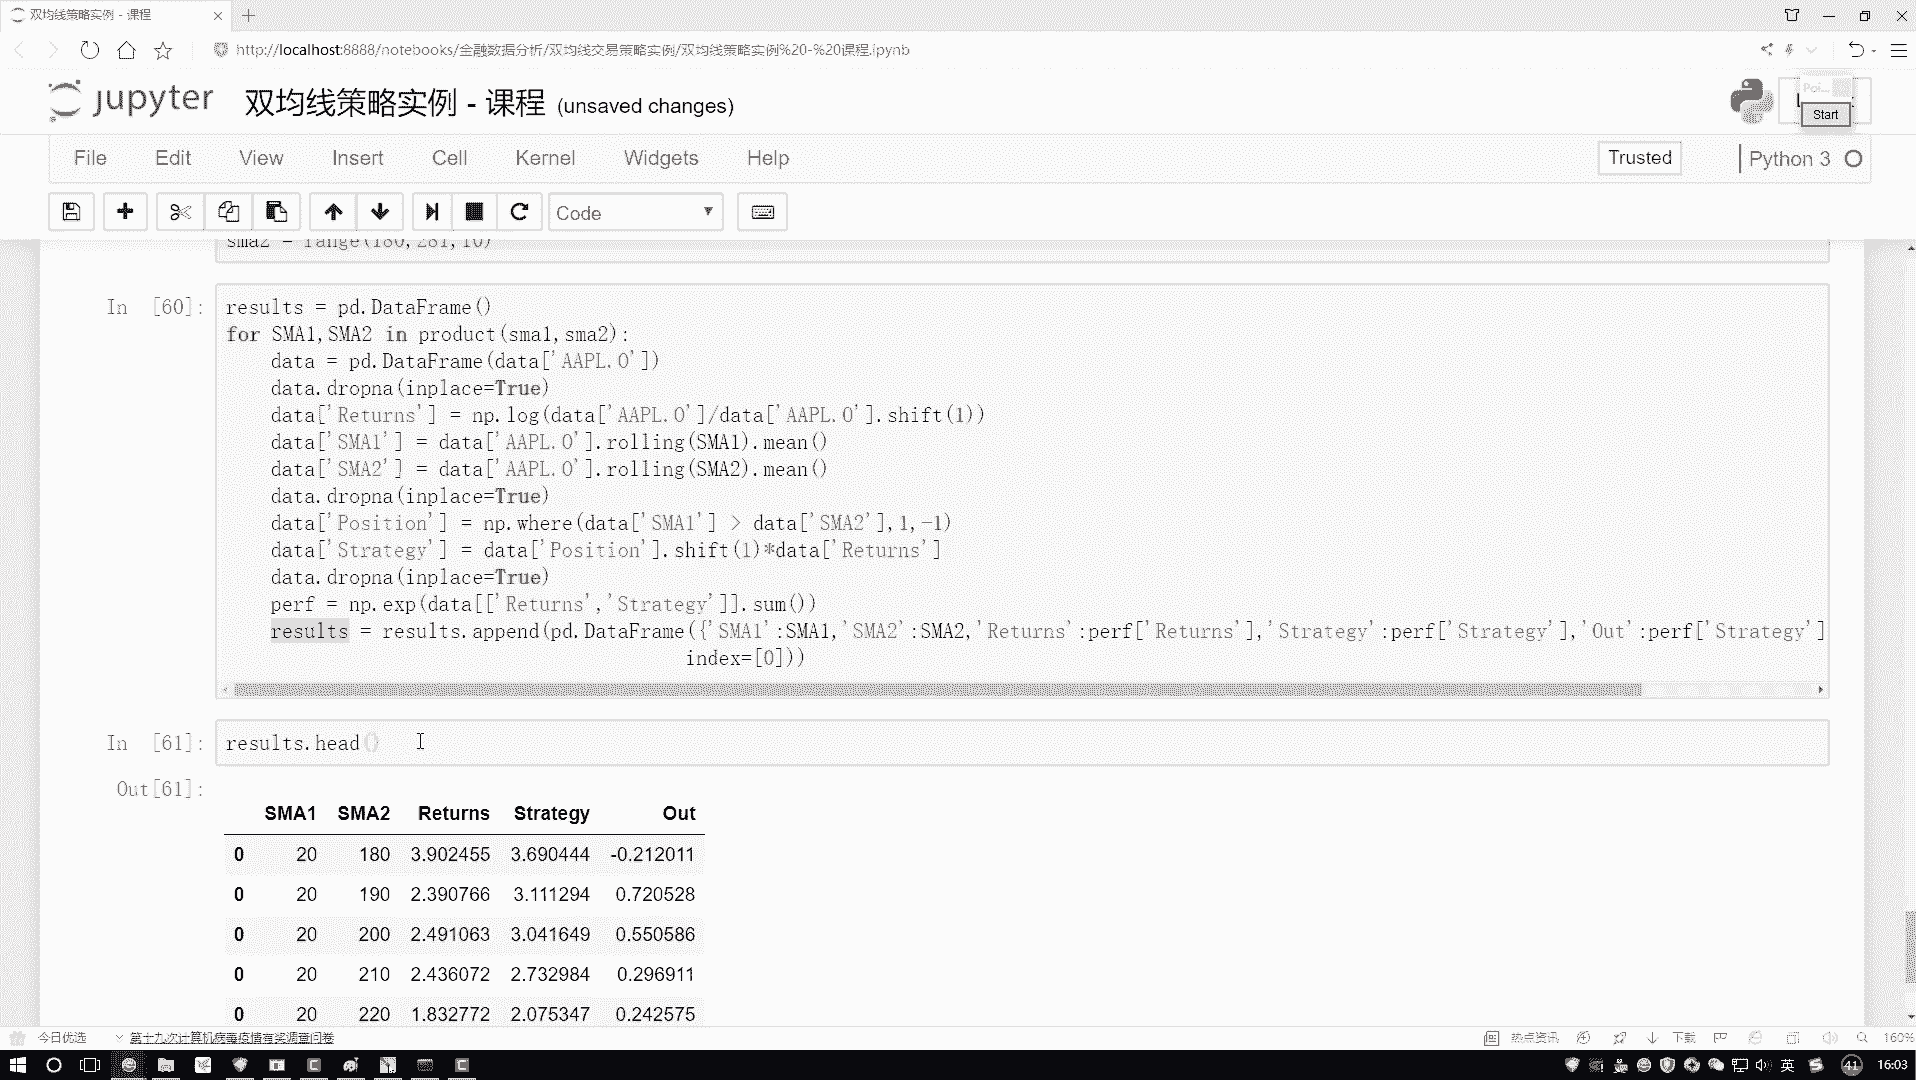 双均线策略实例 - 课程
http://localhost:8888/notebooks/金融数据分析/双均线交易策略实例/双均线策略实例%20-%20课程.ipynb
jupyter 双均线策略实例 - 课程 (unsaved changes)
Poi...
Start
File Edit View Insert Cell Kernel Widgets Help
Trusted
Python 3
Code
sma2 = range(180,281,10)
In [60]:
results = pd.DataFrame()
for SMA1,SMA2 in product(sma1,sma2):
    data = pd.DataFrame(data['AAPL.O'])
    data.dropna(inplace=True)
    data['Returns'] = np.log(data['AAPL.O']/data['AAPL.O'].shift(1))
    data['SMA1'] = data['AAPL.O'].rolling(SMA1).mean()
    data['SMA2'] = data['AAPL.O'].rolling(SMA2).mean()
    data.dropna(inplace=True)
    data['Position'] = np.where(data['SMA1'] > data['SMA2'],1,-1)
    data['Strategy'] = data['Position'].shift(1)*data['Returns']
    data.dropna(inplace=True)
    perf = np.exp(data[['Returns','Strategy']].sum())
    results = results.append(pd.DataFrame({'SMA1':SMA1,'SMA2':SMA2,'Returns':perf['Returns'],'Strategy':perf['Strategy'],'Out':perf['Strategy']
                                     index=[0]))
In [61]: results.head()
Out[61]:
SMA1 SMA2 Returns Strategy Out
0 20 180 3.902455 3.690444 -0.212011
0 20 190 2.390766 3.111294 0.720528
0 20 200 2.491063 3.041649 0.550586
0 20 210 2.436072 2.732984 0.296911
0 20 220 1.832772 2.075347 0.242575
今日优选 第十九次计算机病毒疫情有奖调查问卷
热点资讯 下载 160%
英 41 16:03